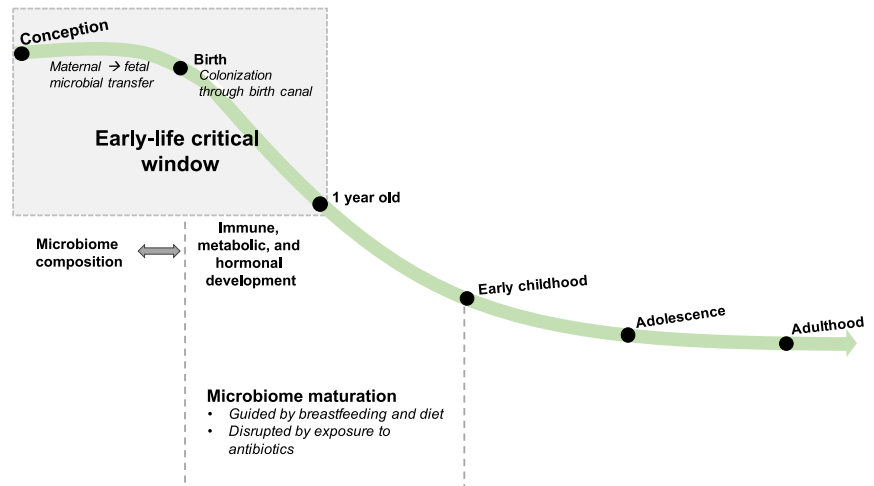 Conception
Maternal → fetal
microbial transfer
Birth
Colonization
through birth canal
Early-life critical
window
1 year old
Microbiome
composition
Immune,
metabolic, and
hormonal
development
Early childhood
Adolescence
Adulthood
Microbiome maturation
• Guided by breastfeeding and diet
• Disrupted by exposure to
antibiotics